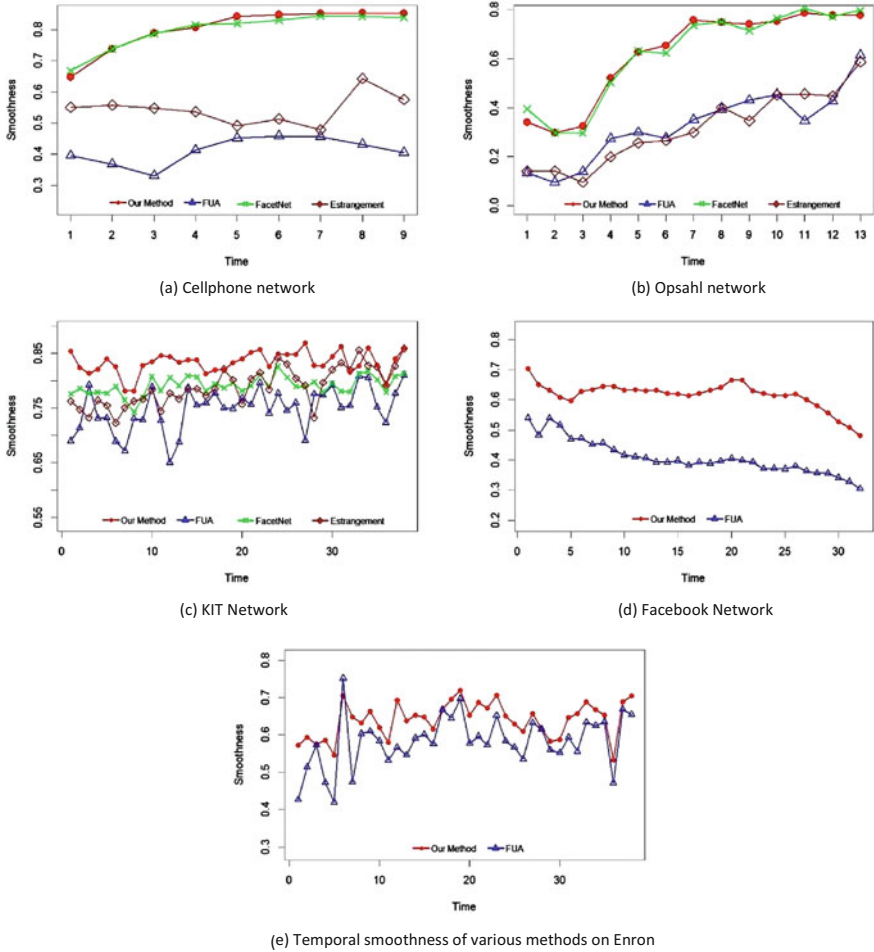 0.8
0.7
0.6
0.5
0.4
0.3
Smoothness
Our Method FUA FacetNet Estrangement
1 2 3 4 5 6 7 8 9
Time
(a) Cellphone network
0.8
0.6
0.4
0.2
0.0
Smoothness
Our Method FUA FacetNet Estrangement
1 2 3 4 5 6 7 8 9 10 11 12 13
Time
(b) Opsahl network
0.85
0.75
0.65
0.55
Smoothness
Our Method FUA FacetNet Estrangement
0 10 20 30
Time
(c) KIT Network
0.8
0.7
0.6
0.5
0.4
0.3
0.2
Smoothness
Our Method FUA
0 5 10 15 20 25 30
Time
(d) Facebook Network
0.8
0.7
0.6
0.5
0.4
0.3
Smoothness
Our Method FUA
0 10 20 30
Time
(e) Temporal smoothness of various methods on Enron